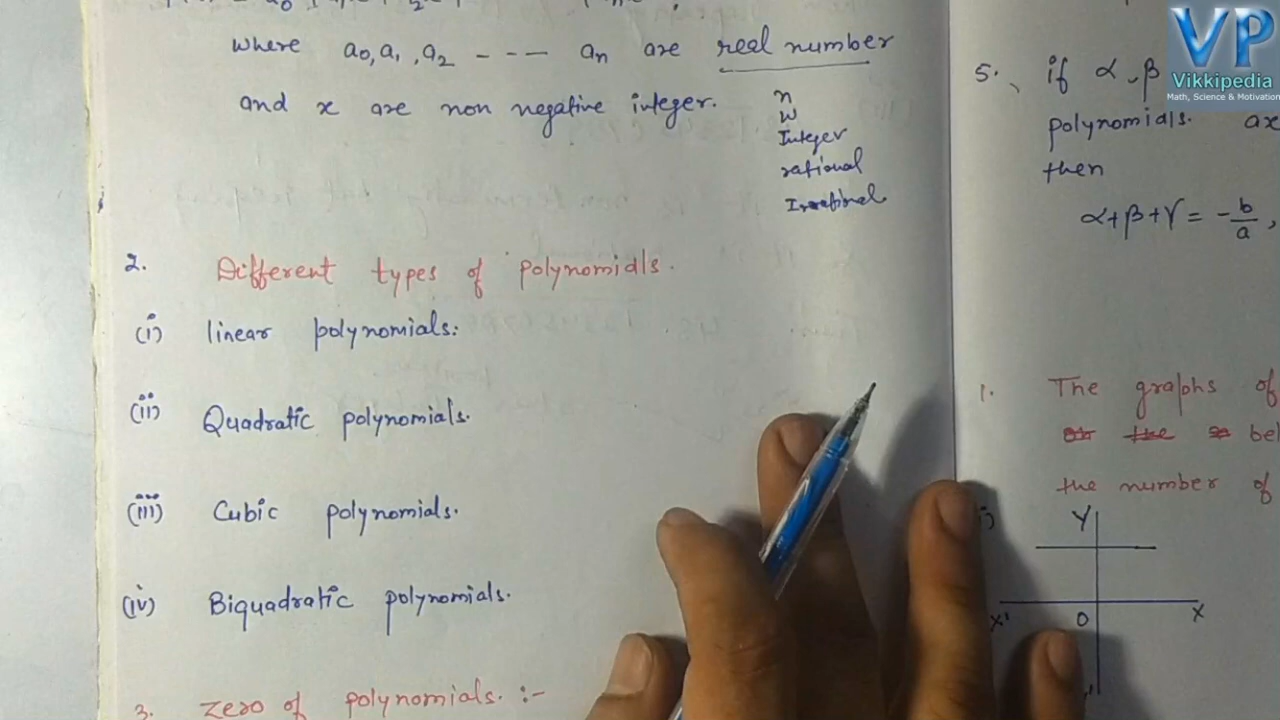 where a₀, a₁, a₂ --- aₙ are real number
and x are non negative integer.
n
w
Integer
rational
Irrational
2. Different types of polynomials.
(i) linear polynomials:
(ii) Quadratic polynomials.
(iii) Cubic polynomials.
(iv) Biquadratic polynomials.
3. Zero of polynomials. :-
VP
Vikkipedia
Math, Science & Motivation
5. if α, β
polynomials. ax
then
α+β+γ = -b/a ,
1. The graphs of
bel
the number of
i)
Y
X' O X